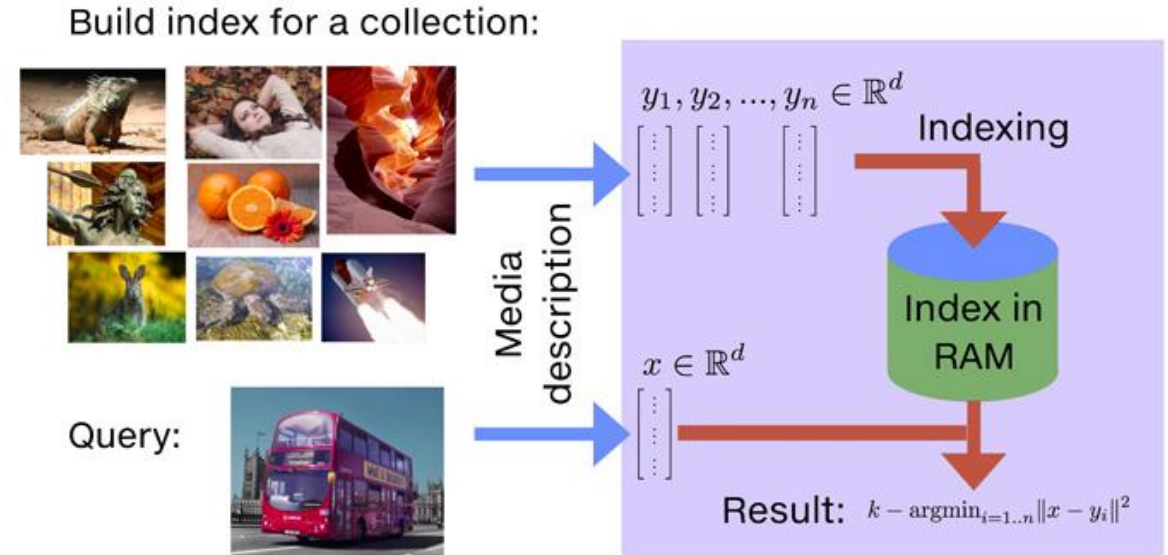 Build index for a collection:
y₁, y₂, ..., yₙ ∈ ℝᵈ
Indexing
Media
description
Index in
RAM
x ∈ ℝᵈ
Query:
Result: k − argminᵢ₌₁..ₙ‖x − yᵢ‖²